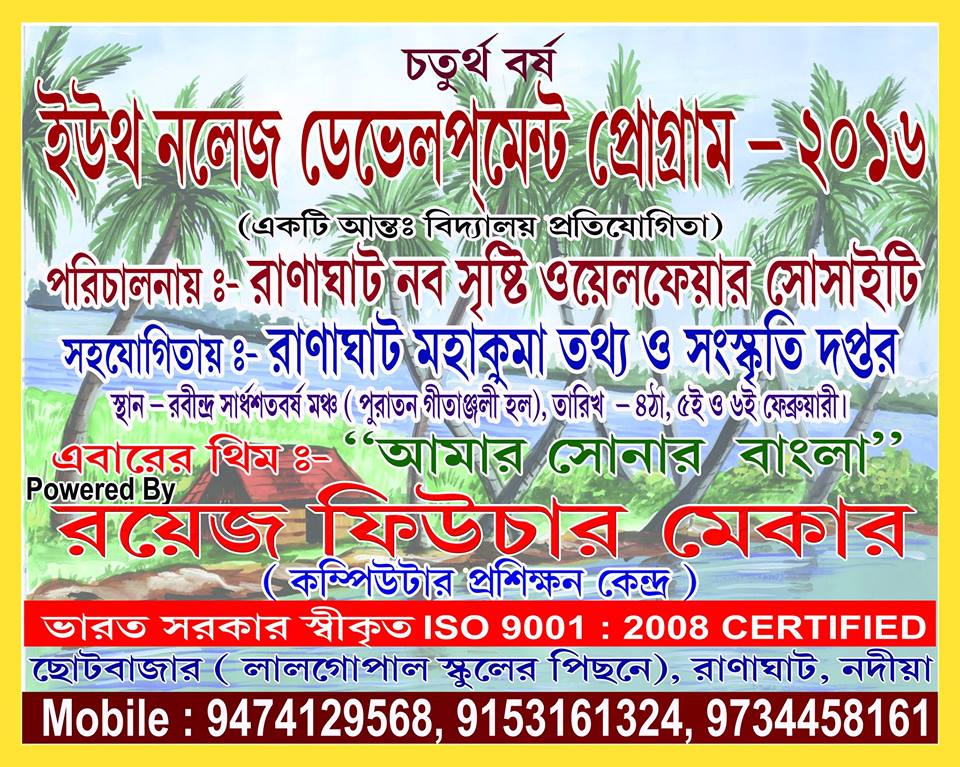 চতুর্থ বর্ষ
ইউথ নলেজ ডেভেলপ্‌মেন্ট প্রোগ্রাম – ২০১৬
(একটি আন্তঃ বিদ্যালয় প্রতিযোগিতা)
পরিচালনায় ঃ- রাণাঘাট নব সৃষ্টি ওয়েলফেয়ার সোসাইটি
সহযোগিতায় ঃ- রাণাঘাট মহাকুমা তথ্য ও সংস্কৃতি দপ্তর
স্থান – রবীন্দ্র সার্ধশতবর্ষ মঞ্চ ( পুরাতন গীতাঞ্জলী হল), তারিখ – ৪ঠা, ৫ই ও ৬ই ফেব্রুয়ারী।
এবারের থিম ঃ- “আমার সোনার বাংলা”
Powered By
রয়েজ ফিউচার মেকার
( কম্পিউটার প্রশিক্ষন কেন্দ্র )
ভারত সরকার স্বীকৃত ISO 9001 : 2008 CERTIFIED
ছোটবাজার ( লালগোপাল স্কুলের পিছনে), রাণাঘাট, নদীয়া
Mobile : 9474129568, 9153161324, 9734458161